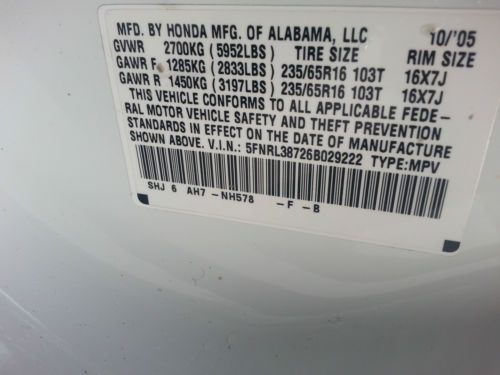 MFD. BY HONDA MFG. OF ALABAMA, LLC 10/'05
GVWR 2700KG (5952LBS) TIRE SIZE RIM SIZE
GAWR F 1285KG (2833LBS) 235/65R16 103T 16X7J
GAWR R 1450KG (3197LBS) 235/65R16 103T 16X7J
THIS VEHICLE CONFORMS TO ALL APPLICABLE FEDE-
RAL MOTOR VEHICLE SAFETY AND THEFT PREVENTION
STANDARDS IN EFFECT ON THE DATE OF MANUFACTURE
SHOWN ABOVE. V.I.N.: 5FNRL38726B029222 TYPE:MPV
SHJ 6 AH7 -NH578 -F -B